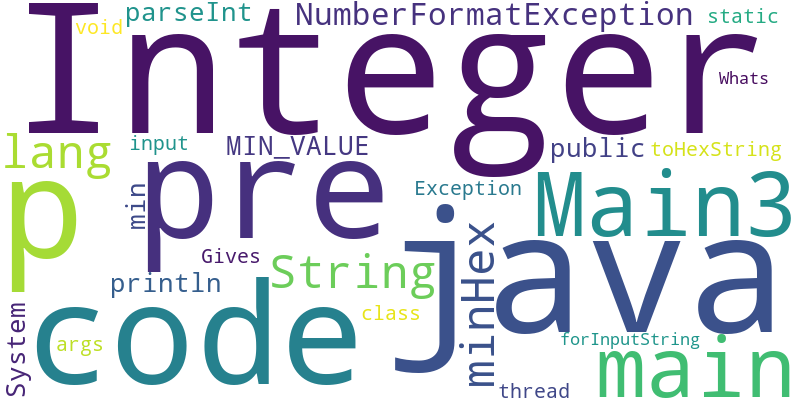 Integer
void
parseInt
NumberFormatException
static
Whats
lang
input
MIN_VALUE
public
toHexString
p
min
pre
Exception
Main3
Gives
String
java
minHex
println
code
System
args
class
forInputString
main
thread